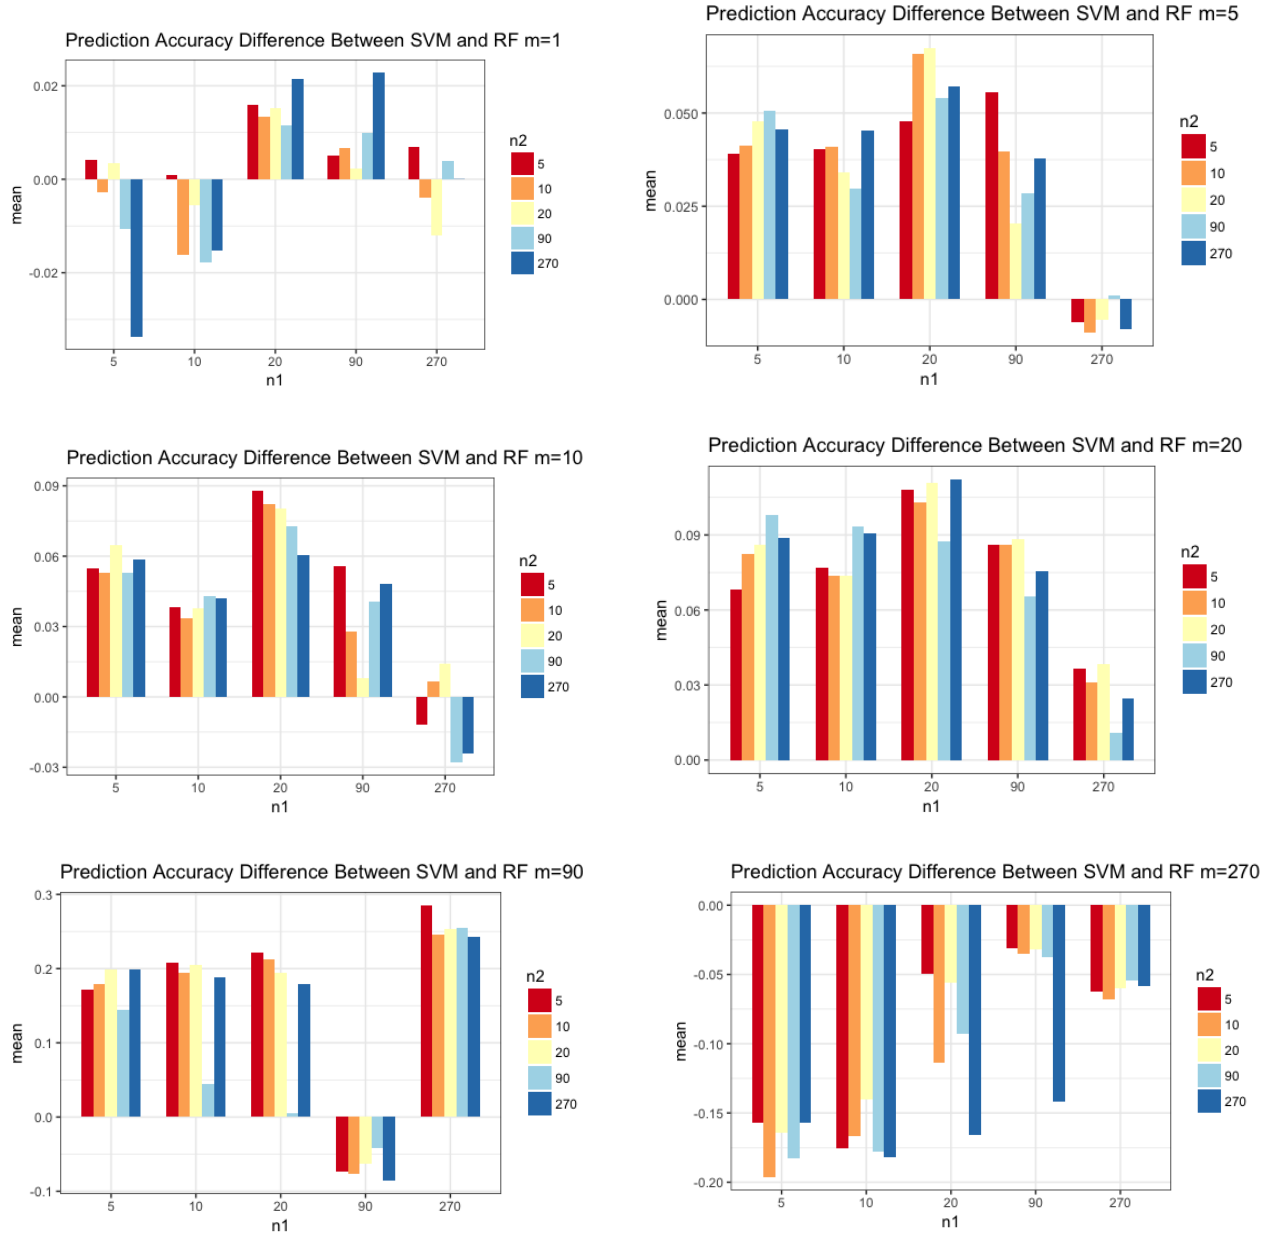 Prediction Accuracy Difference Between SVM and RF m=1
0.02
0.00
-0.02
mean
5 10 20 90 270
n1
n2
5
10
20
90
270
Prediction Accuracy Difference Between SVM and RF m=5
0.050
0.025
0.000
mean
5 10 20 90 270
n1
n2
5
10
20
90
270
Prediction Accuracy Difference Between SVM and RF m=10
0.09
0.06
0.03
0.00
-0.03
mean
5 10 20 90 270
n1
n2
5
10
20
90
270
Prediction Accuracy Difference Between SVM and RF m=20
0.09
0.06
0.03
0.00
mean
5 10 20 90 270
n1
n2
5
10
20
90
270
Prediction Accuracy Difference Between SVM and RF m=90
0.3
0.2
0.1
0.0
-0.1
mean
5 10 20 90 270
n1
n2
5
10
20
90
270
Prediction Accuracy Difference Between SVM and RF m=270
0.00
-0.05
-0.10
-0.15
-0.20
mean
5 10 20 90 270
n1
n2
5
10
20
90
270